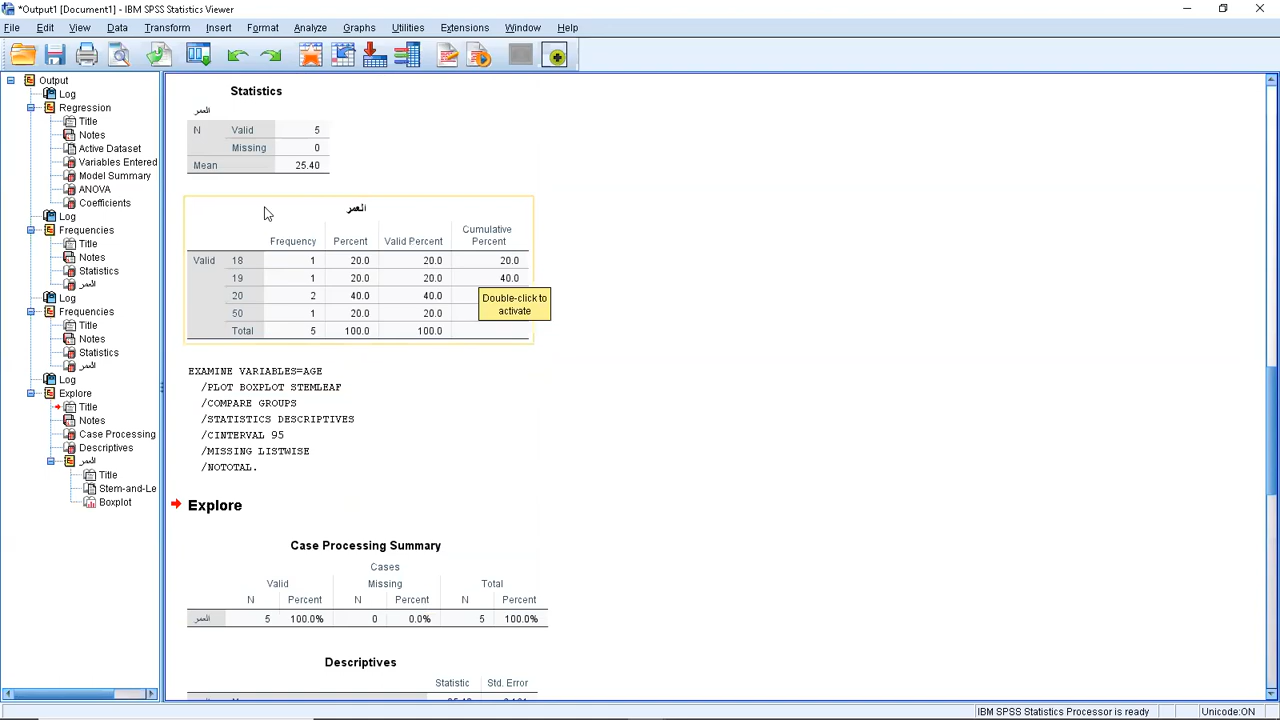 *Output1 [Document1] - IBM SPSS Statistics Viewer
File Edit View Data Transform Insert Format Analyze Graphs Utilities Extensions Window Help
Output
Log
Regression
Title
Notes
Active Dataset
Variables Entered
Model Summary
ANOVA
Coefficients
Log
Frequencies
Title
Notes
Statistics
العمر
Log
Frequencies
Title
Notes
Statistics
العمر
Log
Explore
Title
Notes
Case Processing
Descriptives
العمر
Title
Stem-and-Le
Boxplot
Statistics
العمر
N Valid 5
Missing 0
Mean 25.40
العمر
Frequency Percent Valid Percent Cumulative Percent
Valid 18 1 20.0 20.0 20.0
19 1 20.0 20.0 40.0
20 2 40.0 40.0
50 1 20.0 20.0
Total 5 100.0 100.0
Double-click to
activate
EXAMINE VARIABLES=AGE
/PLOT BOXPLOT STEMLEAF
/COMPARE GROUPS
/STATISTICS DESCRIPTIVES
/CINTERVAL 95
/MISSING LISTWISE
/NOTOTAL.
Explore
Case Processing Summary
Cases
Valid Missing Total
N Percent N Percent N Percent
العمر 5 100.0% 0 0.0% 5 100.0%
Descriptives
Statistic Std. Error
IBM SPSS Statistics Processor is ready Unicode:ON